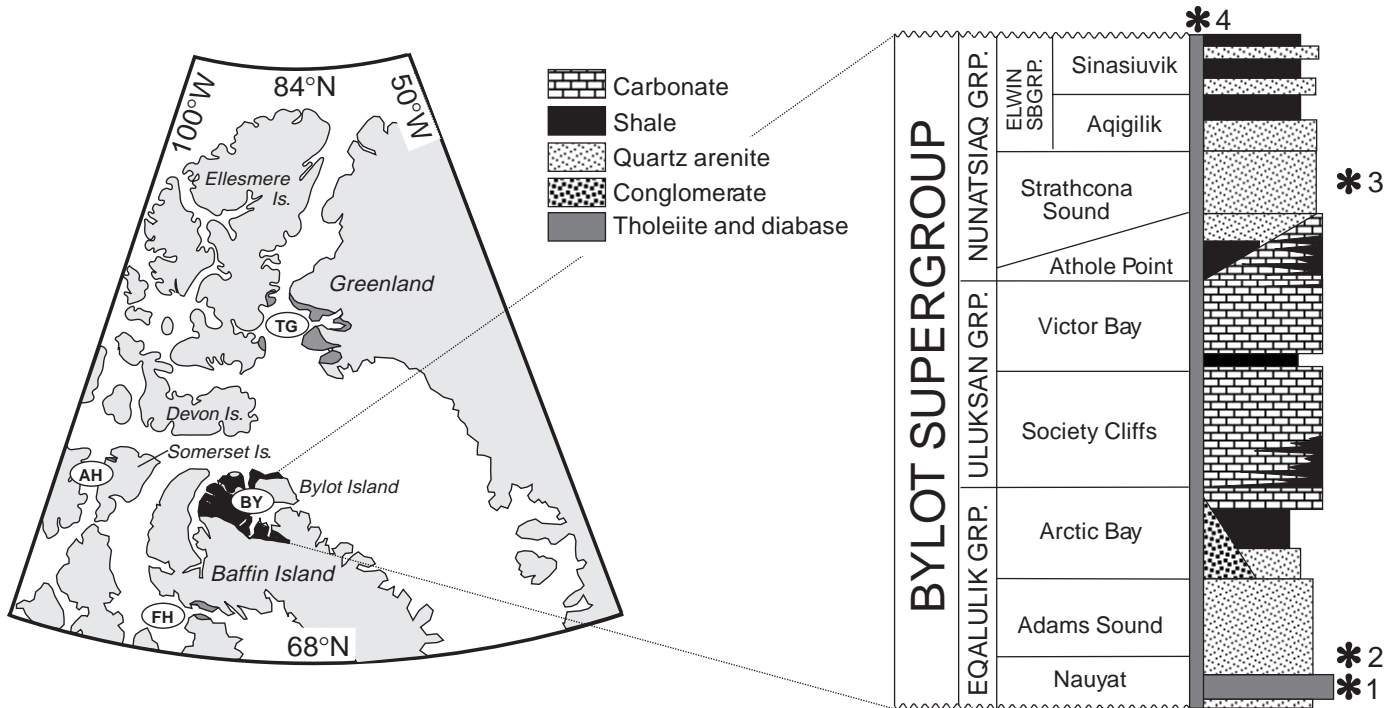 84°N
100°W
50°W
Ellesmere
Is.
Greenland
TG
Devon Is.
Somerset Is.
AH
BY
Bylot Island
Baffin Island
FH
68°N
Carbonate
Shale
Quartz arenite
Conglomerate
Tholeiite and diabase
BYLOT SUPERGROUP
NUNATSIAQ GRP.
ULUKSAN GRP.
EQALULIK GRP.
ELWIN
SBGRP.
Sinasiuvik
Aqigilik
Strathcona
Sound
Athole Point
Victor Bay
Society Cliffs
Arctic Bay
Adams Sound
Nauyat
✱ 4
✱ 3
✱ 2
✱ 1